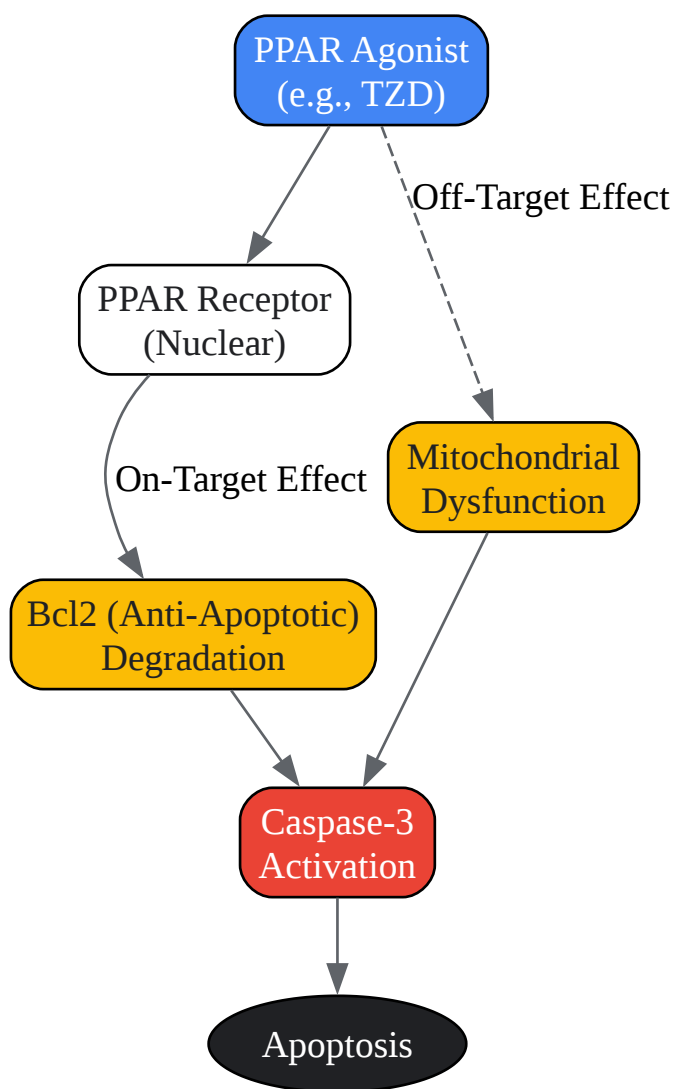 PPAR Agonist
(e.g., TZD)
Off-Target Effect
PPAR Receptor
(Nuclear)
On-Target Effect
Mitochondrial
Dysfunction
Bcl2 (Anti-Apoptotic)
Degradation
Caspase-3
Activation
Apoptosis